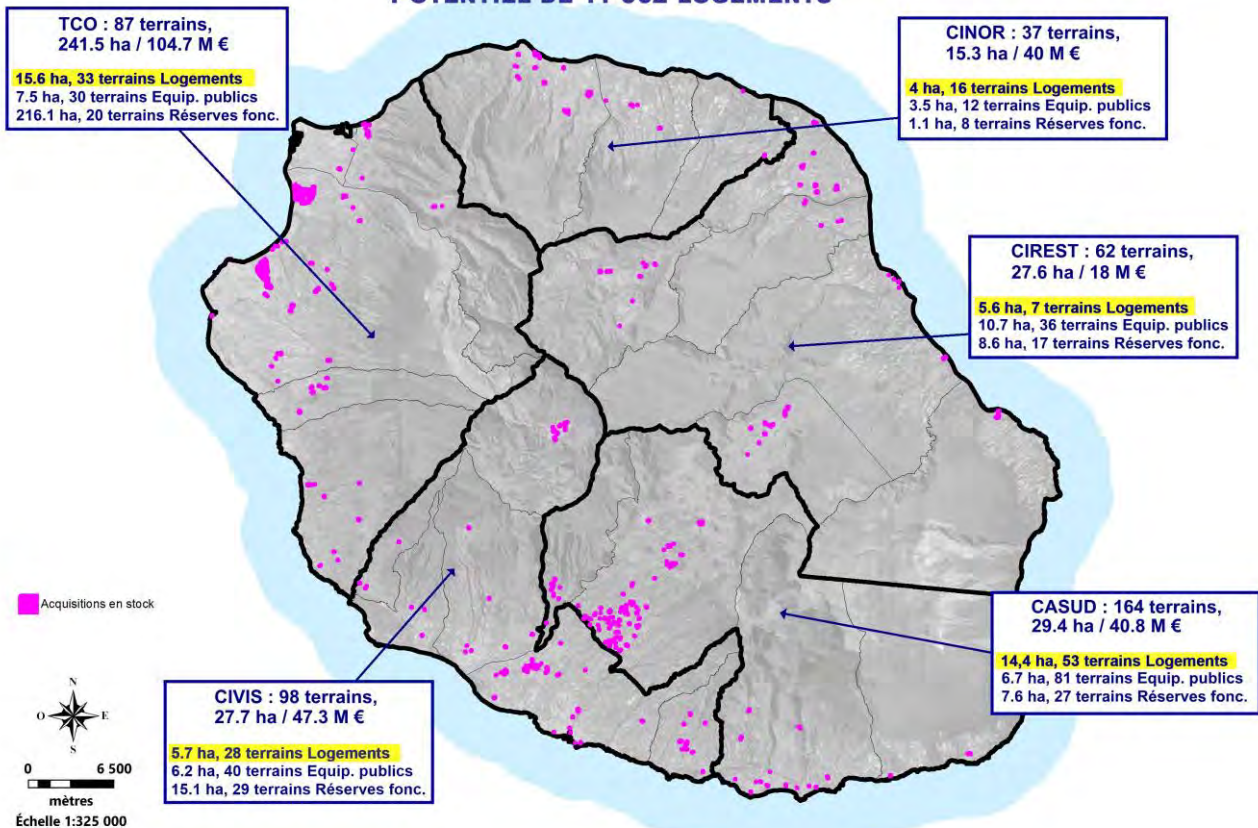 TCO : 87 terrains,
241.5 ha / 104.7 M €
15.6 ha, 33 terrains Logements
7.5 ha, 30 terrains Equip. publics
216.1 ha, 20 terrains Réserves fonc.
CINOR : 37 terrains,
15.3 ha / 40 M €
4 ha, 16 terrains Logements
3.5 ha, 12 terrains Equip. publics
1.1 ha, 8 terrains Réserves fonc.
CIREST : 62 terrains,
27.6 ha / 18 M €
5.6 ha, 7 terrains Logements
10.7 ha, 36 terrains Equip. publics
8.6 ha, 17 terrains Réserves fonc.
Acquisitions en stock
CASUD : 164 terrains,
29.4 ha / 40.8 M €
14,4 ha, 53 terrains Logements
6.7 ha, 81 terrains Equip. publics
7.6 ha, 27 terrains Réserves fonc.
CIVIS : 98 terrains,
27.7 ha / 47.3 M €
5.7 ha, 28 terrains Logements
6.2 ha, 40 terrains Equip. publics
15.1 ha, 29 terrains Réserves fonc.
N
O E
S
0 6 500
mètres
Échelle 1:325 000